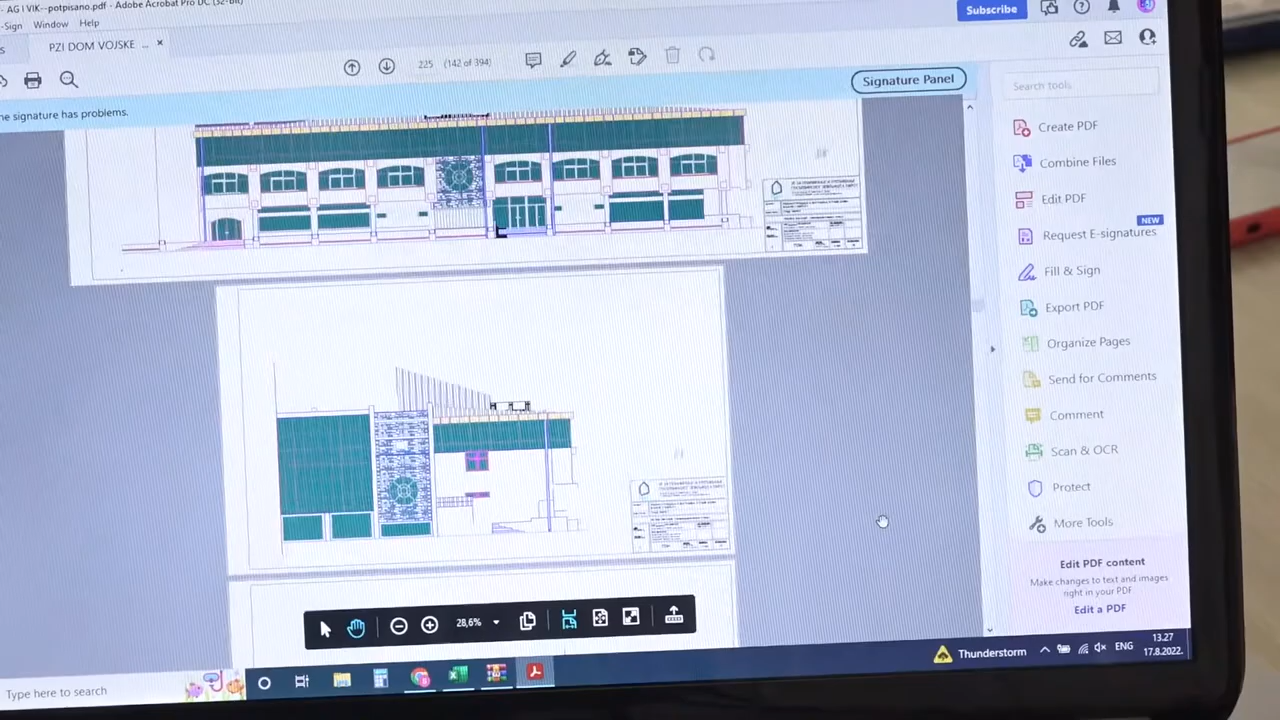 - AG I VIK--potpisano.pdf - Adobe Acrobat Pro DC (32-bit)
-Sign Window Help
Subscribe
PZI DOM VOJSKE ... ×
225 (142 of 394)
Signature Panel
ne signature has problems.
Search tools
Create PDF
Combine Files
Edit PDF
NEW
Request E-signatures
Fill & Sign
Export PDF
Organize Pages
Send for Comments
Comment
Scan & OCR
Protect
More Tools
Edit PDF content
Make changes to text and images
right in your PDF
Edit a PDF
28,6%
Type here to search
Thunderstorm
ENG
13.27
17.8.2022.